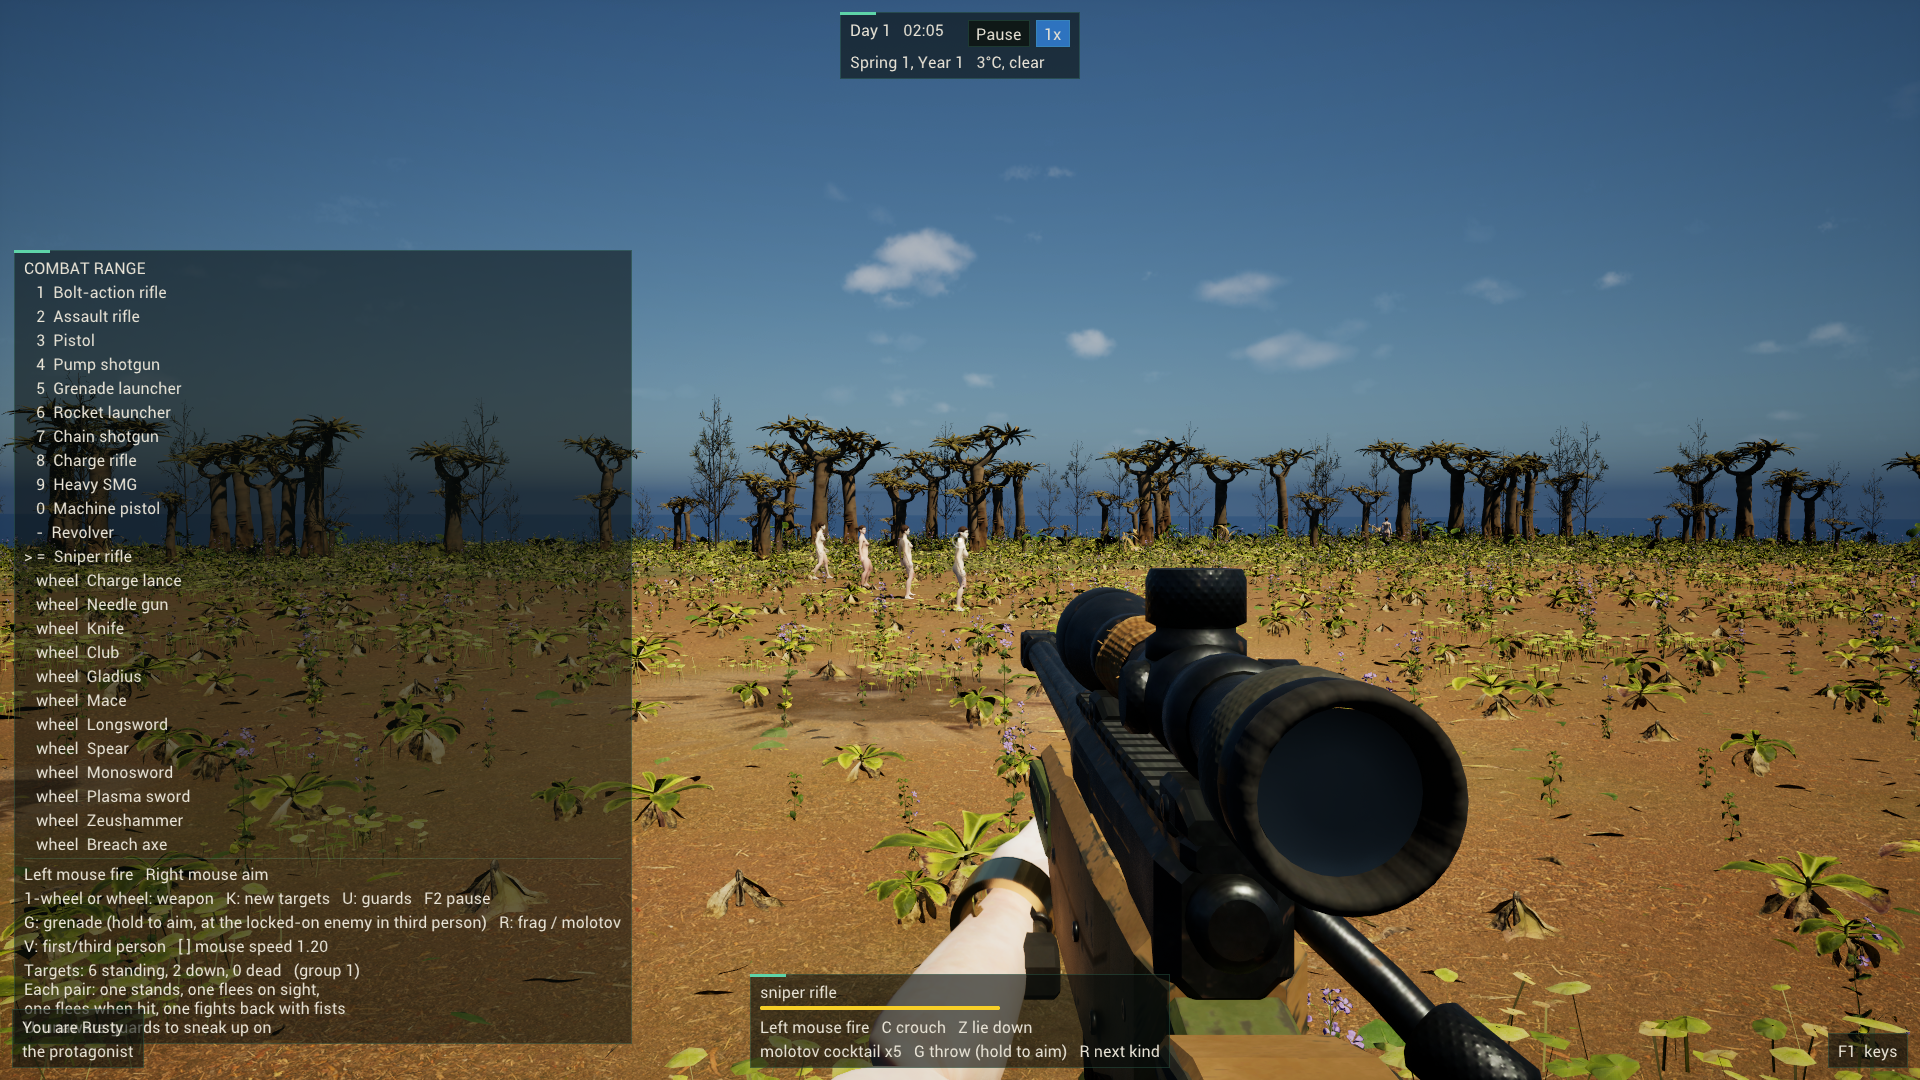 Day 1 02:05 Pause 1x
Spring 1, Year 1 3°C, clear
COMBAT RANGE
1 Bolt-action rifle
2 Assault rifle
3 Pistol
4 Pump shotgun
5 Grenade launcher
6 Rocket launcher
7 Chain shotgun
8 Charge rifle
9 Heavy SMG
0 Machine pistol
- Revolver
> = Sniper rifle
wheel Charge lance
wheel Needle gun
wheel Knife
wheel Club
wheel Gladius
wheel Mace
wheel Longsword
wheel Spear
wheel Monosword
wheel Plasma sword
wheel Zeushammer
wheel Breach axe
Left mouse fire Right mouse aim
1-wheel or wheel: weapon K: new targets U: guards F2 pause
G: grenade (hold to aim, at the locked-on enemy in third person) R: frag / molotov
V: first/third person [ ] mouse speed 1.20
Targets: 6 standing, 2 down, 0 dead (group 1)
Each pair: one stands, one flees on sight,
one flees when hit, one fights back with fists
to sneak up on
You are Rusty
the protagonist
sniper rifle
Left mouse fire C crouch Z lie down
molotov cocktail x5 G throw (hold to aim) R next kind
F1 keys